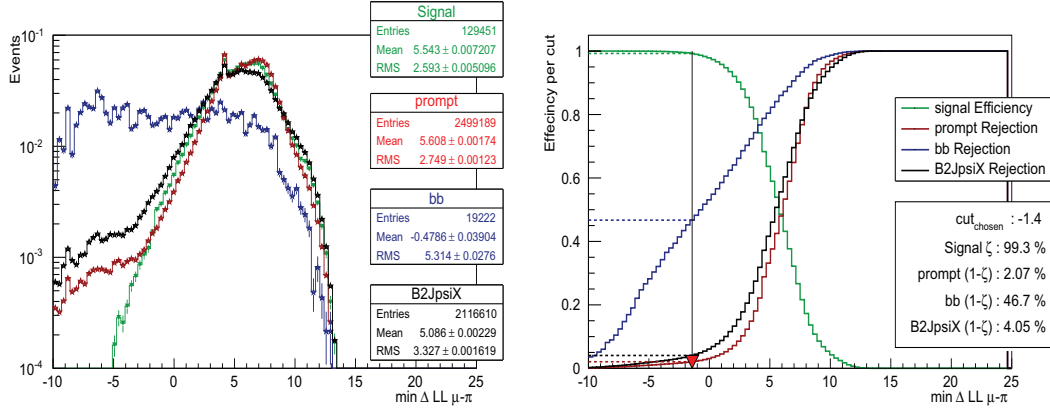 Events
10^-1
10^-2
10^-3
10^-4
-10 -5 0 5 10 15 20 25
min Δ LL μ-π
Signal
Entries 129451
Mean 5.543 ± 0.007207
RMS 2.593 ± 0.005096
prompt
Entries 2499189
Mean 5.608 ± 0.00174
RMS 2.749 ± 0.00123
bb
Entries 19222
Mean -0.4786 ± 0.03904
RMS 5.314 ± 0.0276
B2JpsiX
Entries 2116610
Mean 5.086 ± 0.00229
RMS 3.327 ± 0.001619
Effeciency per cut
1
0.8
0.6
0.4
0.2
0
-10 -5 0 5 10 15 20 25
min Δ LL μ-π
signal Efficiency
prompt Rejection
bb Rejection
B2JpsiX Rejection
cut_chosen : -1.4
Signal ζ : 99.3 %
prompt (1-ζ) : 2.07 %
bb (1-ζ) : 46.7 %
B2JpsiX (1-ζ) : 4.05 %